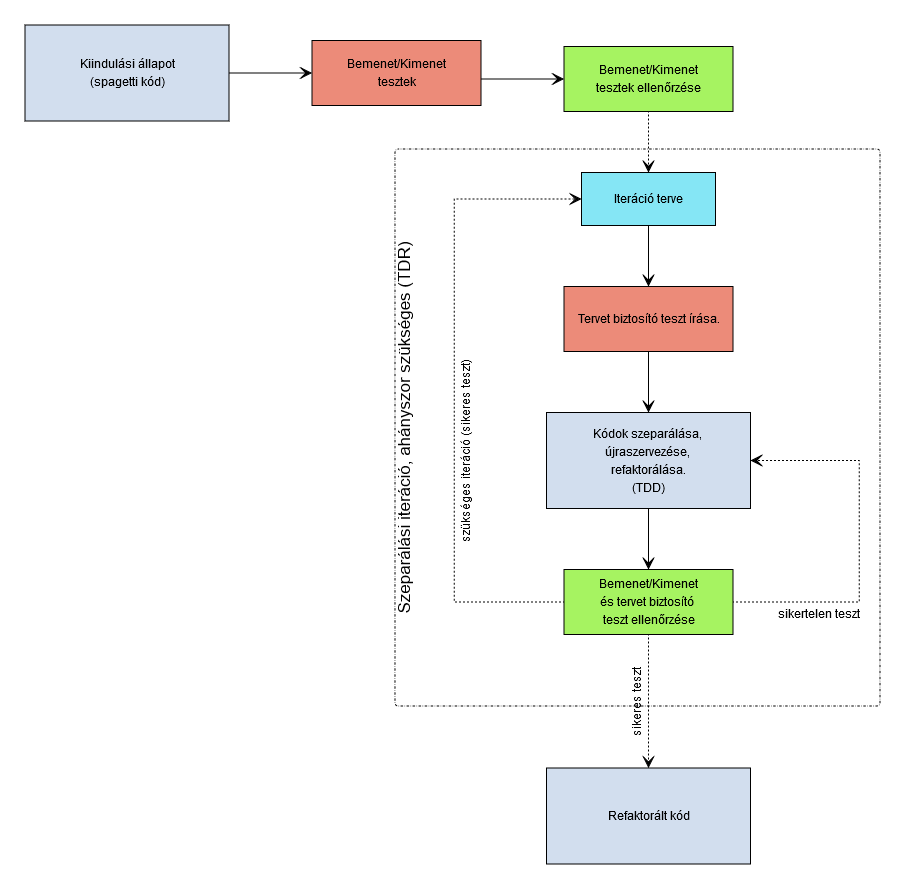 Kiindulási állapot
(spagetti kód)
Bemenet/Kimenet
tesztek
Bemenet/Kimenet
tesztek ellenőrzése
Szeparálási iteráció, ahányszor szükséges (TDR)
Iteráció terve
Tervet biztosító teszt írása.
szükséges iteráció (sikeres teszt)
Kódok szeparálása,
újraszervezése,
refaktorálása.
(TDD)
Bemenet/Kimenet
és tervet biztosító
teszt ellenőrzése
sikertelen teszt
sikeres teszt
Refaktorált kód